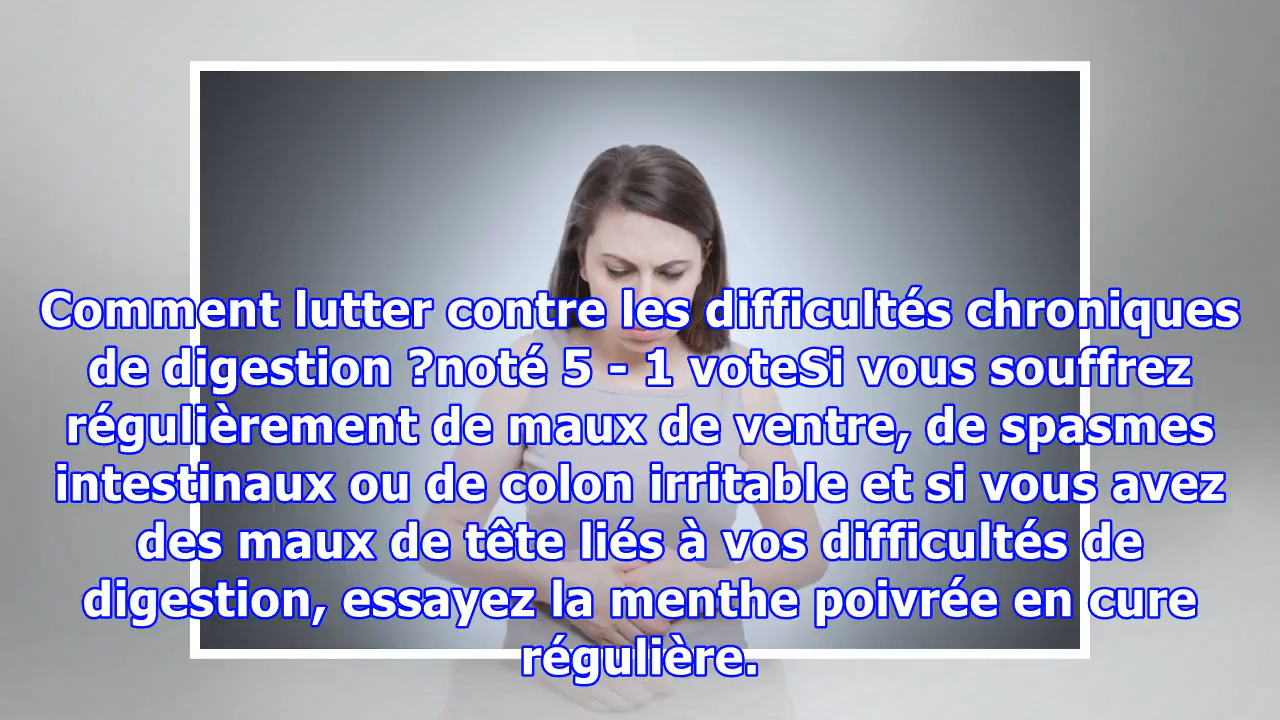 Comment lutter contre les difficultés chroniques
de digestion ?noté 5 - 1 voteSi vous souffrez
régulièrement de maux de ventre, de spasmes
intestinaux ou de colon irritable et si vous avez
des maux de tête liés à vos difficultés de
digestion, essayez la menthe poivrée en cure
régulière.